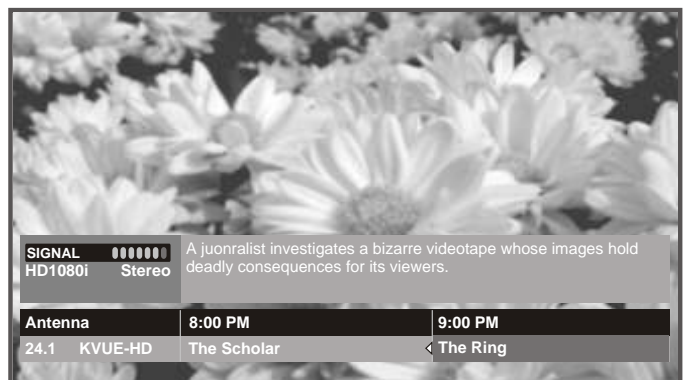 SIGNAL
HD1080i Stereo
A juonralist investigates a bizarre videotape whose images hold
deadly consequences for its viewers.
Antenna 8:00 PM 9:00 PM
24.1 KVUE-HD The Scholar The Ring